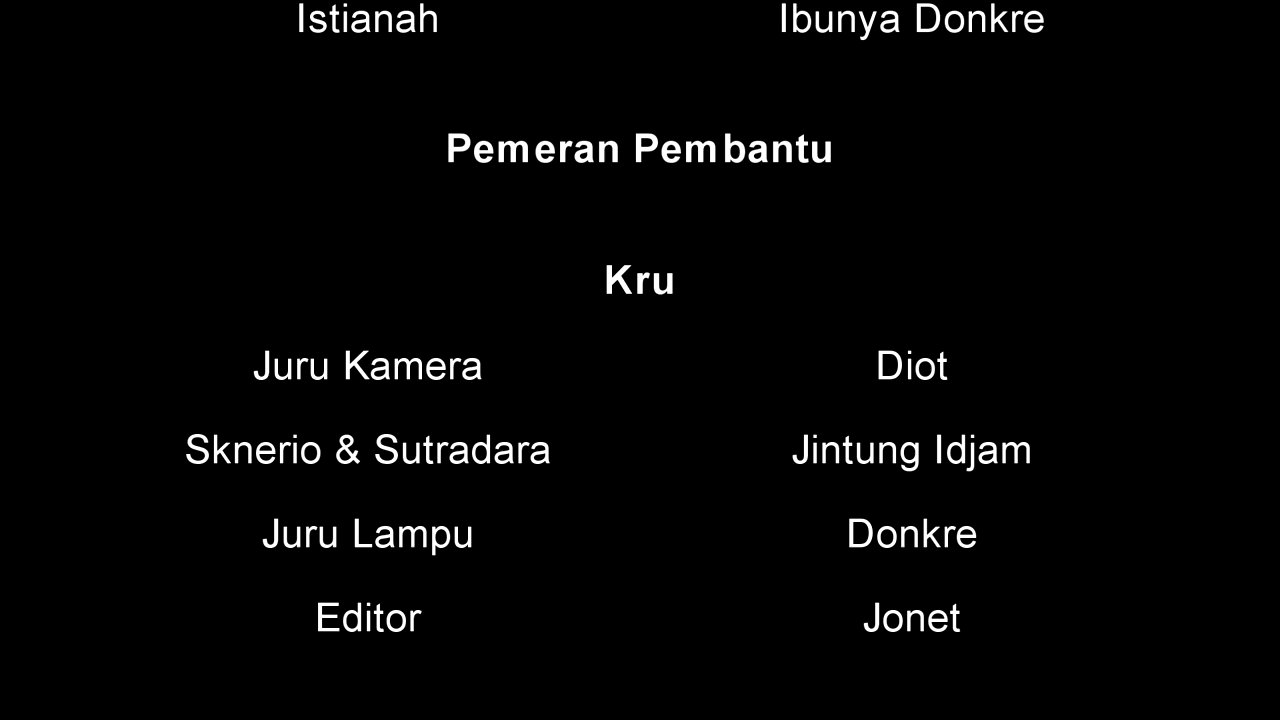 Istianah Ibunya Donkre
Pemeran Pembantu
Kru
Juru Kamera Diot
Sknerio & Sutradara Jintung Idjam
Juru Lampu Donkre
Editor Jonet